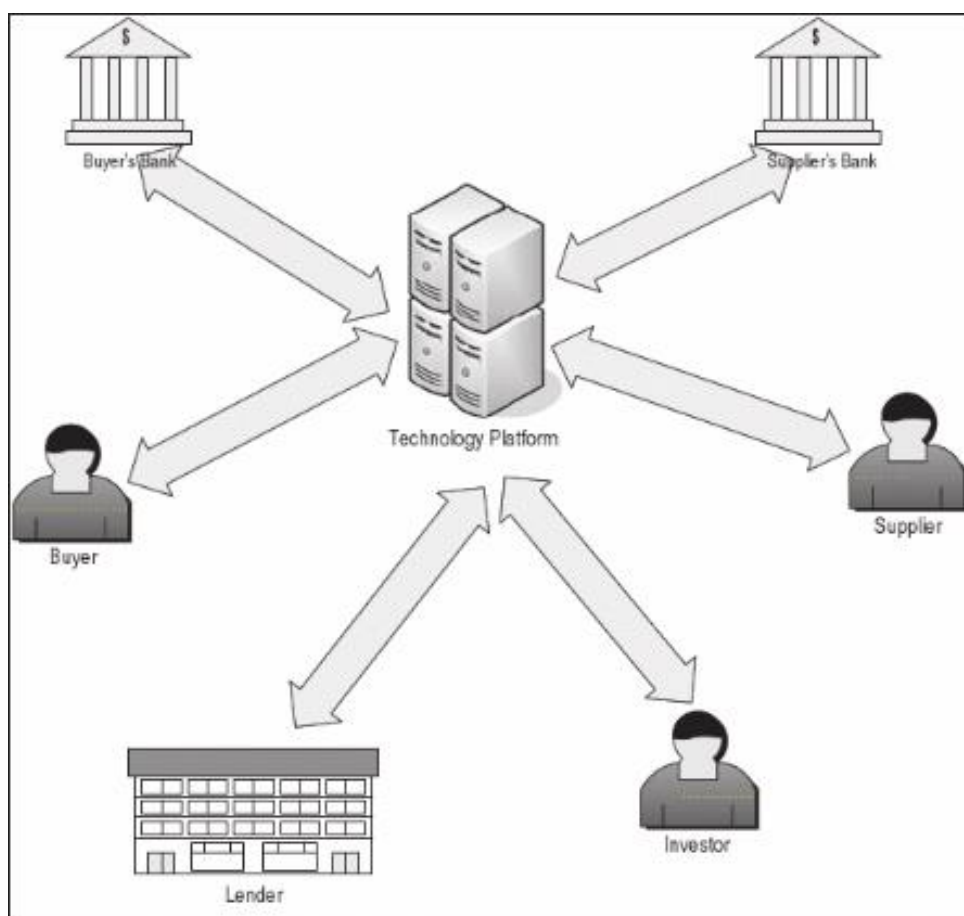 $
$
Buyer's Bank
Supplier's Bank
Technology Platform
Supplier
Buyer
Investor
Lender